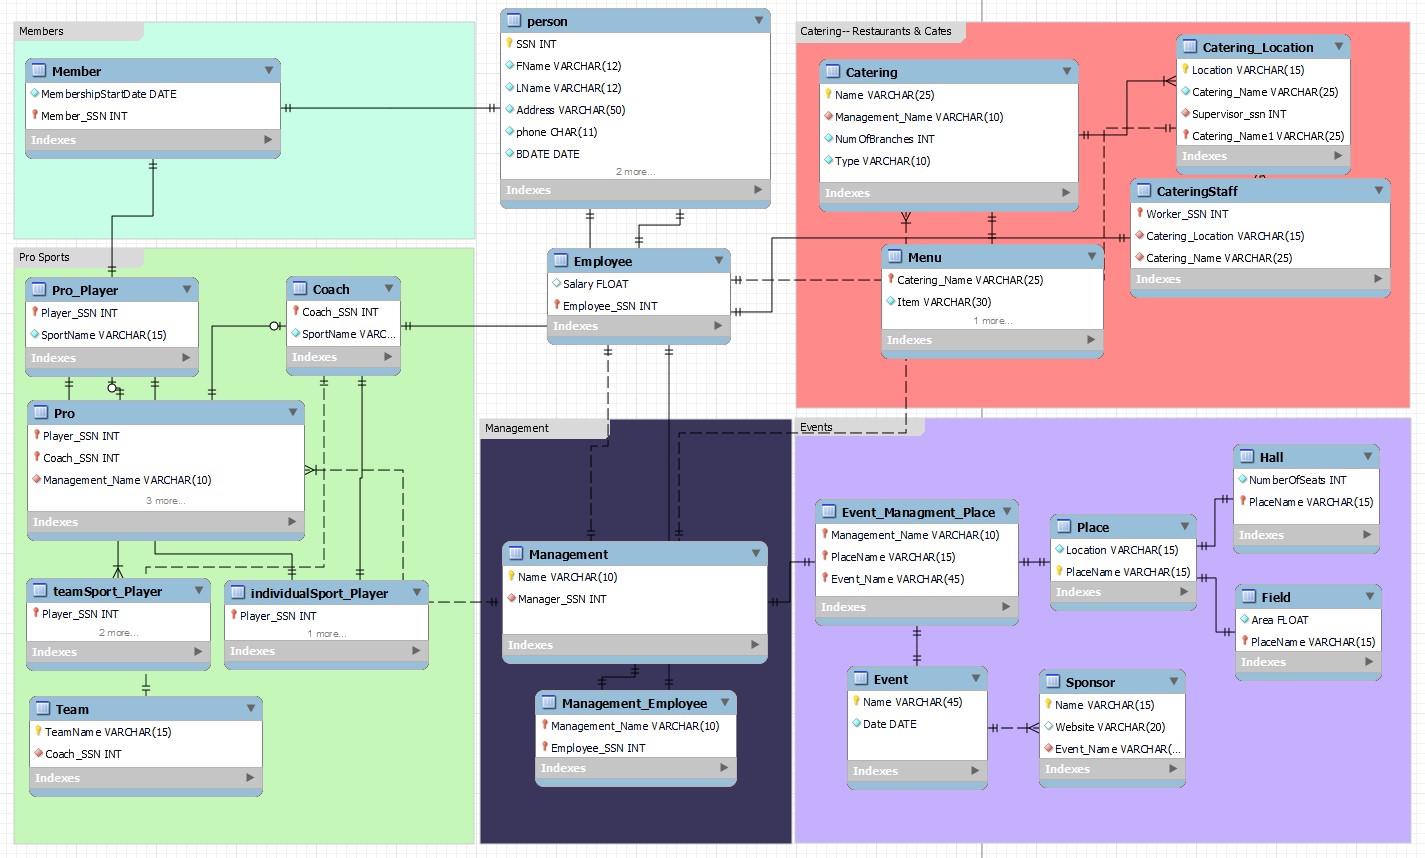 Members
Member
MembershipStartDate DATE
Member_SSN INT
Indexes
person
SSN INT
FName VARCHAR(12)
LName VARCHAR(12)
Address VARCHAR(50)
phone CHAR(11)
BDATE DATE
2 more...
Indexes
Catering-- Restaurants & Cafes
Catering
Name VARCHAR(25)
Management_Name VARCHAR(10)
NumOfBranches INT
Type VARCHAR(10)
Indexes
Catering_Location
Location VARCHAR(15)
Catering_Name VARCHAR(25)
Supervisor_ssn INT
Catering_Name1 VARCHAR(25)
Indexes
CateringStaff
Worker_SSN INT
Catering_Location VARCHAR(15)
Catering_Name VARCHAR(25)
Indexes
Menu
Catering_Name VARCHAR(25)
Item VARCHAR(30)
1 more...
Indexes
Employee
Salary FLOAT
Employee_SSN INT
Indexes
Pro Sports
Pro_Player
Player_SSN INT
SportName VARCHAR(15)
Indexes
Coach
Coach_SSN INT
SportName VARC...
Indexes
Pro
Player_SSN INT
Coach_SSN INT
Management_Name VARCHAR(10)
3 more...
Indexes
teamSport_Player
Player_SSN INT
2 more...
Indexes
individualSport_Player
Player_SSN INT
1 more...
Indexes
Team
TeamName VARCHAR(15)
Coach_SSN INT
Indexes
Management
Management
Name VARCHAR(10)
Manager_SSN INT
Indexes
Management_Employee
Management_Name VARCHAR(10)
Employee_SSN INT
Indexes
Events
Event_Managment_Place
Management_Name VARCHAR(10)
PlaceName VARCHAR(15)
Event_Name VARCHAR(45)
Indexes
Place
Location VARCHAR(15)
PlaceName VARCHAR(15)
Indexes
Hall
NumberOfSeats INT
PlaceName VARCHAR(15)
Indexes
Field
Area FLOAT
PlaceName VARCHAR(15)
Indexes
Event
Name VARCHAR(45)
Date DATE
Indexes
Sponsor
Name VARCHAR(15)
Website VARCHAR(20)
Event_Name VARCHAR(...
Indexes